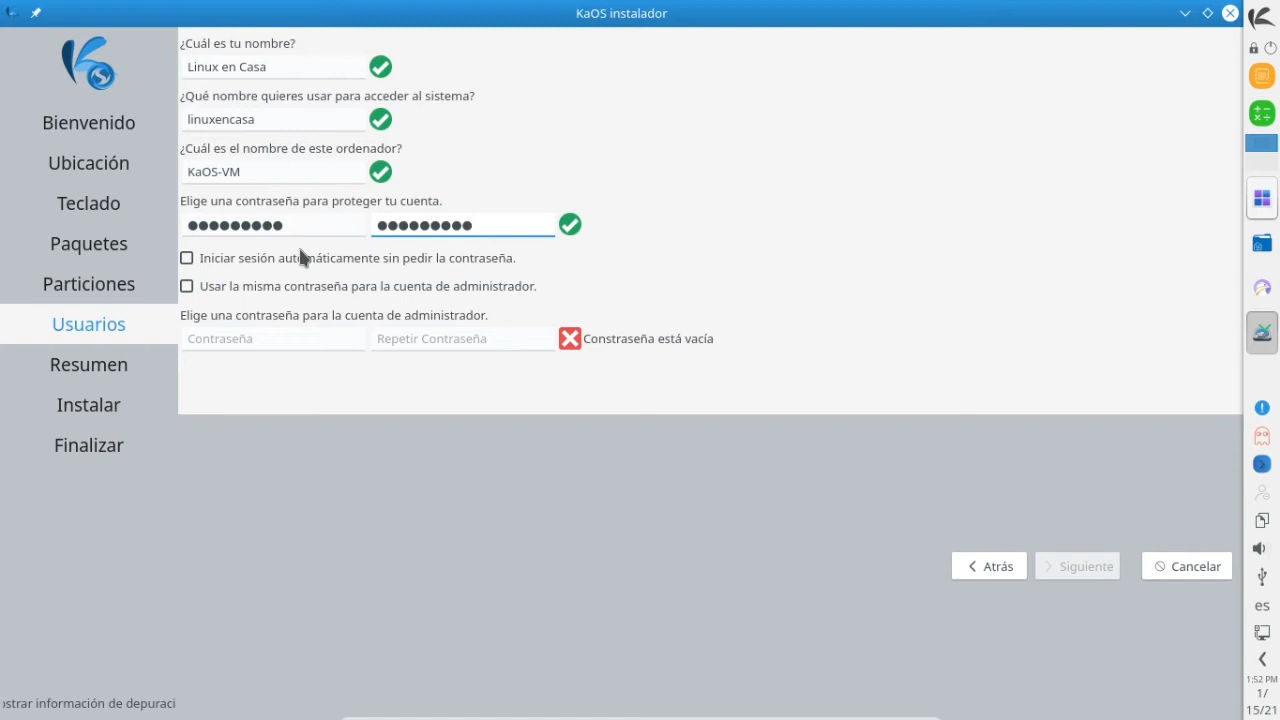 KaOS instalador
¿Cuál es tu nombre?
Linux en Casa
¿Qué nombre quieres usar para acceder al sistema?
linuxencasa
¿Cuál es el nombre de este ordenador?
KaOS-VM
Elige una contraseña para proteger tu cuenta.
●●●●●●●●● ●●●●●●●●●
Iniciar sesión automáticamente sin pedir la contraseña.
Usar la misma contraseña para la cuenta de administrador.
Elige una contraseña para la cuenta de administrador.
Contraseña Repetir Contraseña Constraseña está vacía
Bienvenido
Ubicación
Teclado
Paquetes
Particiones
Usuarios
Resumen
Instalar
Finalizar
Atrás Siguiente Cancelar
ostrar información de depuraci
es
1:52 PM
1/
15/21